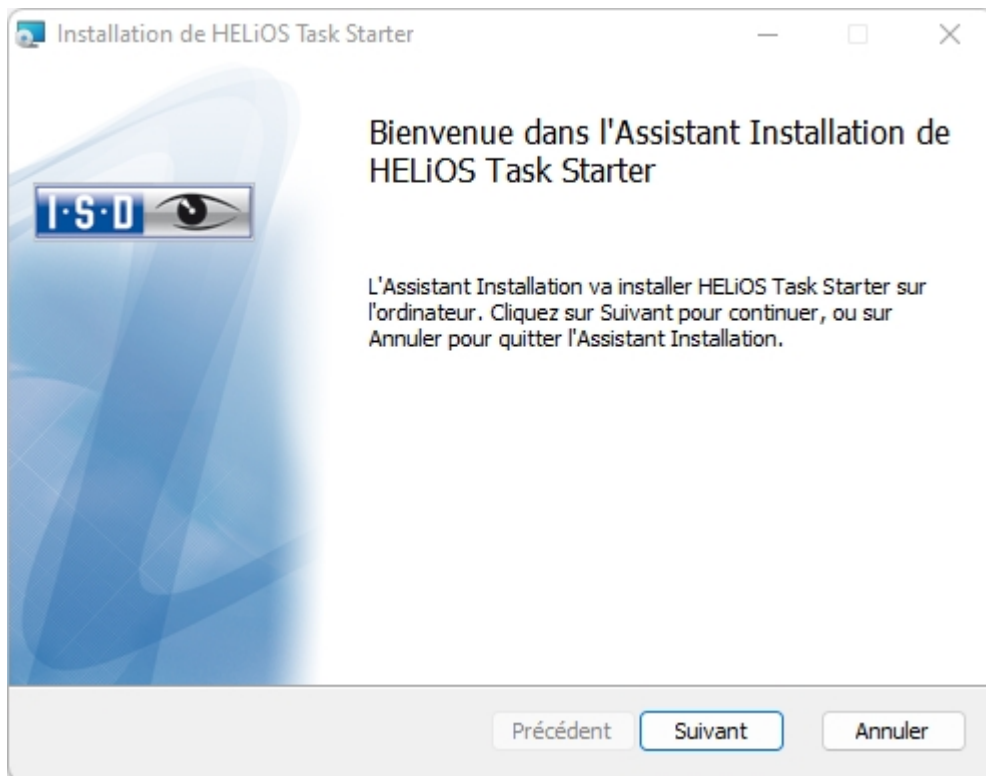 Installation de HELiOS Task Starter
Bienvenue dans l'Assistant Installation de
HELiOS Task Starter
I·S·D
L'Assistant Installation va installer HELiOS Task Starter sur
l'ordinateur. Cliquez sur Suivant pour continuer, ou sur
Annuler pour quitter l'Assistant Installation.
Précédent
Suivant
Annuler